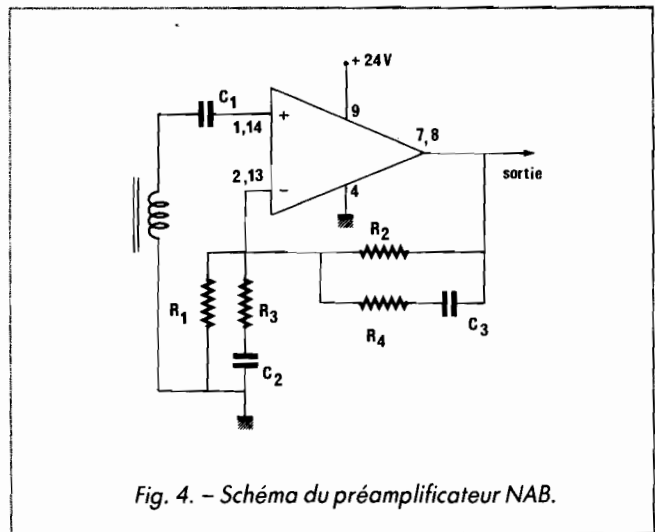 + 24V
C1
1,14
+
9
7,8
sortie
2,13
−
4
R2
R1
R3
R4
C3
C2
Fig. 4. – Schéma du préamplificateur NAB.